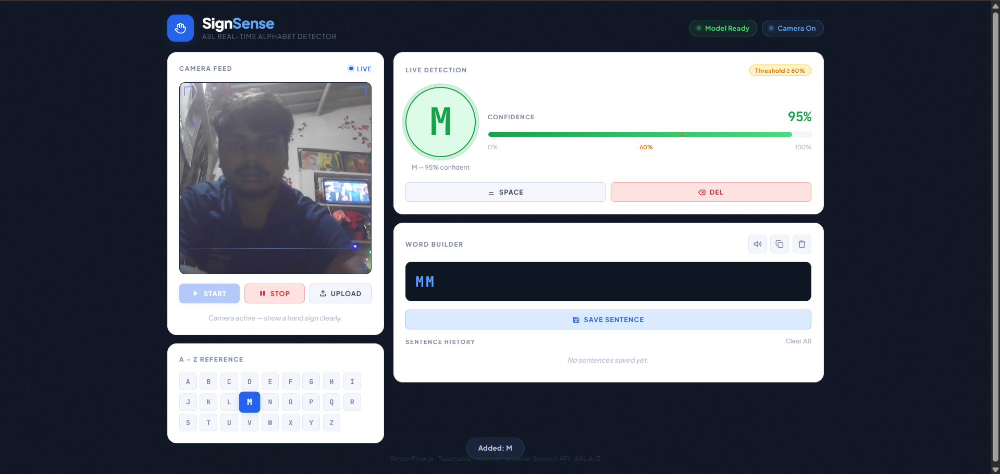 SignSense
ASL REAL-TIME ALPHABET DETECTOR
Model Ready
Camera On
CAMERA FEED
LIVE
START
STOP
UPLOAD
Camera active — show a hand sign clearly.
A – Z REFERENCE
A B C D E F G H I
J K L M N O P Q R
S T U V W X Y Z
LIVE DETECTION
Threshold ≥ 60%
M
CONFIDENCE
95%
0%
60%
100%
M — 95% confident
SPACE
DEL
WORD BUILDER
MM
SAVE SENTENCE
SENTENCE HISTORY
Clear All
No sentences saved yet.
Added: M
TensorFlow.js · Teachable Machine · Browser Speech API · ASL A–Z